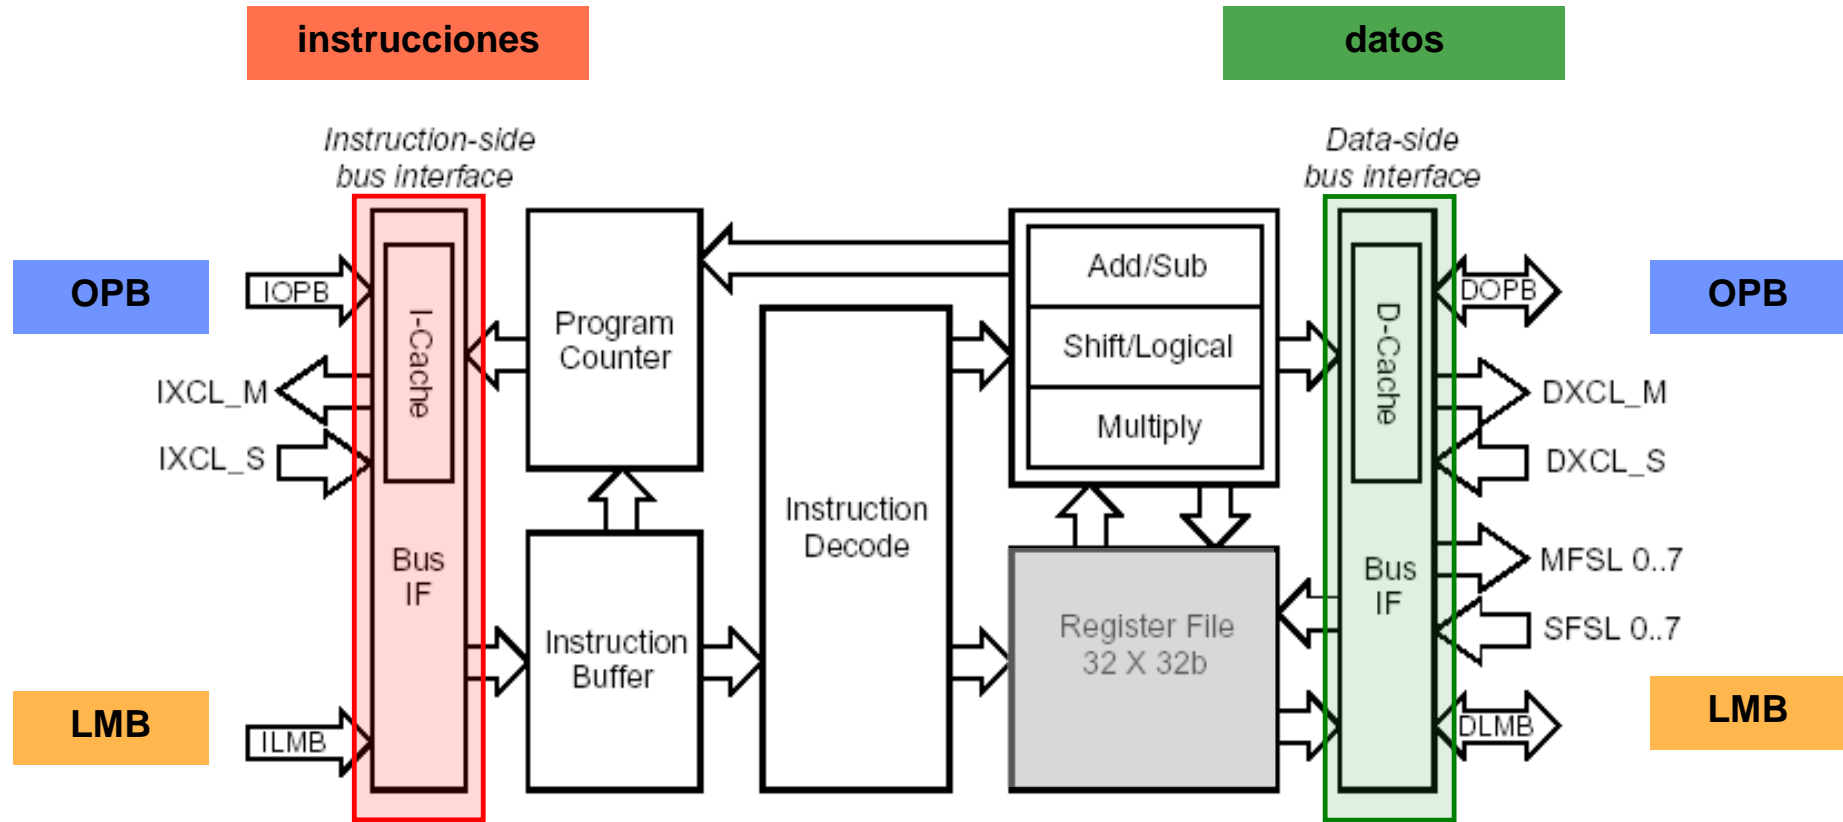 instrucciones
datos
Instruction-side
bus interface
Data-side
bus interface
OPB
IOPB
IXCL_M
IXCL_S
LMB
ILMB
I-Cache
Bus
IF
Program
Counter
Instruction
Buffer
Instruction
Decode
Add/Sub
Shift/Logical
Multiply
Register File
32 X 32b
D-Cache
Bus
IF
DOPB
OPB
DXCL_M
DXCL_S
MFSL 0..7
SFSL 0..7
DLMB
LMB